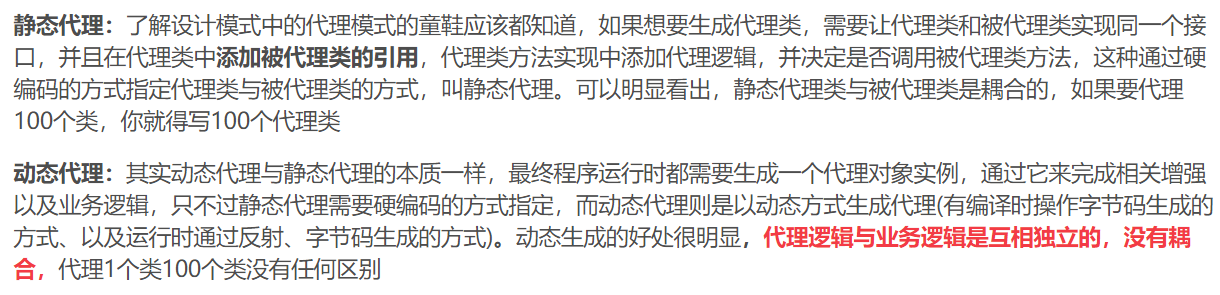 静态代理：了解设计模式中的代理模式的童鞋应该都知道，如果想要生成代理类，需要让代理类和被代理类实现同一个接
口，并且在代理类中添加被代理类的引用，代理类方法实现中添加代理逻辑，并决定是否调用被代理类方法，这种通过硬
编码的方式指定代理类与被代理类的方式，叫静态代理。可以明显看出，静态代理类与被代理类是耦合的，如果要代理
100个类，你就得写100个代理类
动态代理：其实动态代理与静态代理的本质一样，最终程序运行时都需要生成一个代理对象实例，通过它来完成相关增强
以及业务逻辑，只不过静态代理需要硬编码的方式指定，而动态代理则是以动态方式生成代理(有编译时操作字节码生成的
方式、以及运行时通过反射、字节码生成的方式)。动态生成的好处很明显，代理逻辑与业务逻辑是互相独立的，没有耦
合，代理1个类100个类没有任何区别